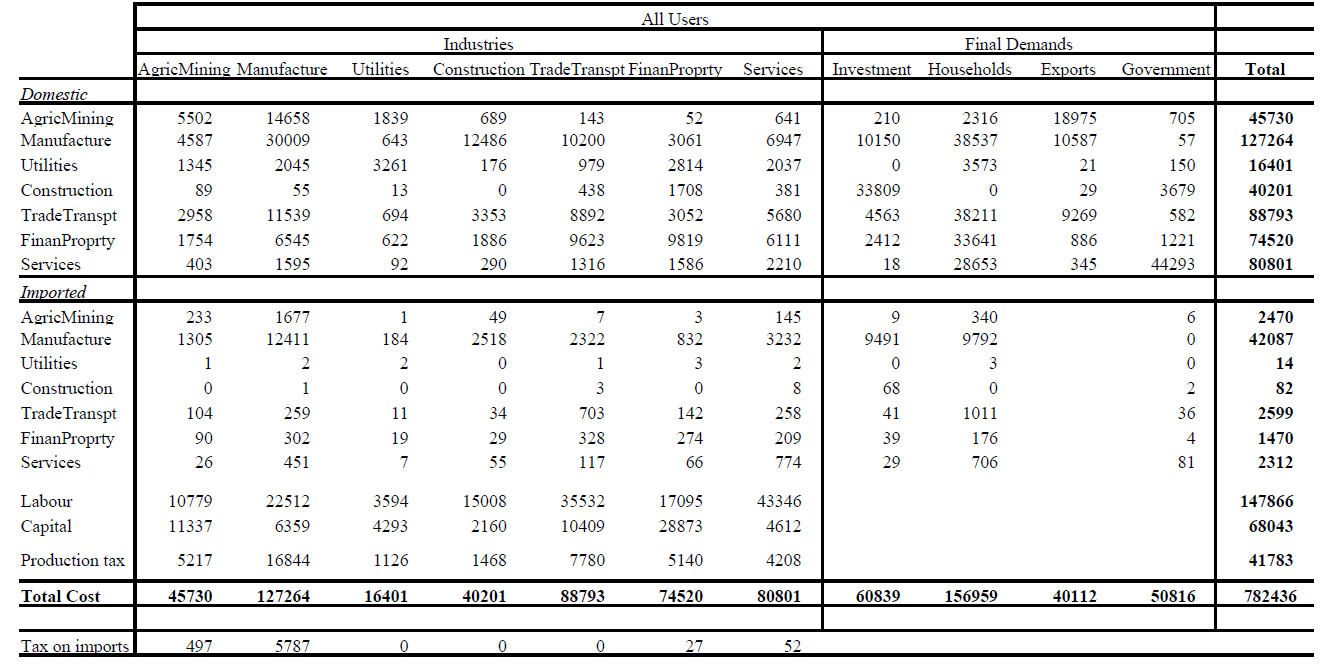 All Users
Industries Final Demands
AgricMining Manufacture Utilities Construction TradeTranspt FinanProprty Services Investment Households Exports Government Total
Domestic
AgricMining 5502 14658 1839 689 143 52 641 210 2316 18975 705 45730
Manufacture 4587 30009 643 12486 10200 3061 6947 10150 38537 10587 57 127264
Utilities 1345 2045 3261 176 979 2814 2037 0 3573 21 150 16401
Construction 89 55 13 0 438 1708 381 33809 0 29 3679 40201
TradeTranspt 2958 11539 694 3353 8892 3052 5680 4563 38211 9269 582 88793
FinanProprty 1754 6545 622 1886 9623 9819 6111 2412 33641 886 1221 74520
Services 403 1595 92 290 1316 1586 2210 18 28653 345 44293 80801
Imported
AgricMining 233 1677 1 49 7 3 145 9 340 6 2470
Manufacture 1305 12411 184 2518 2322 832 3232 9491 9792 0 42087
Utilities 1 2 2 0 1 3 2 0 3 0 14
Construction 0 1 0 0 3 0 8 68 0 2 82
TradeTranspt 104 259 11 34 703 142 258 41 1011 36 2599
FinanProprty 90 302 19 29 328 274 209 39 176 4 1470
Services 26 451 7 55 117 66 774 29 706 81 2312
Labour 10779 22512 3594 15008 35532 17095 43346 147866
Capital 11337 6359 4293 2160 10409 28873 4612 68043
Production tax 5217 16844 1126 1468 7780 5140 4208 41783
Total Cost 45730 127264 16401 40201 88793 74520 80801 60839 156959 40112 50816 782436
Tax on imports 497 5787 0 0 0 27 52